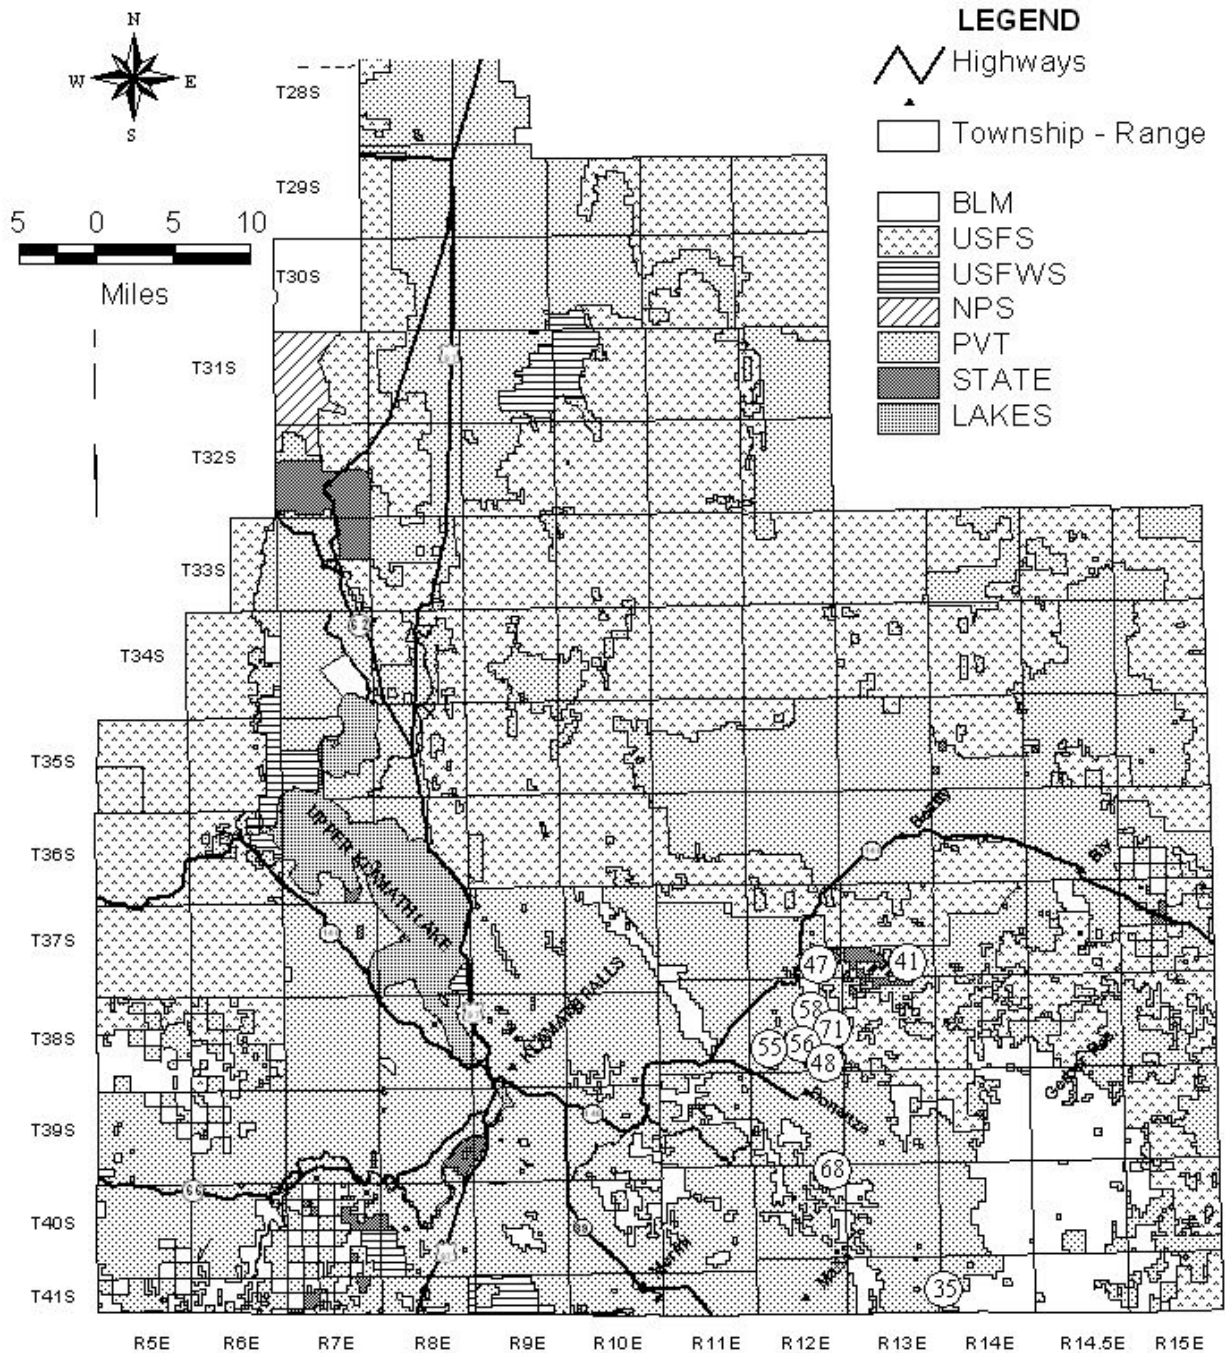 LEGEND
Highways
Township - Range
BLM
USFS
USFWS
NPS
PVT
STATE
LAKES
N
W E
S
5 0 5 10
Miles
T28S
T29S
T30S
T31S
T32S
T33S
T34S
T35S
T36S
T37S
T38S
T39S
T40S
T41S
UPPER KLAMATH LAKE
KLAMATH FALLS
Beatty
Bly
Bonanza
47
41
58
71
55
56
48
68
35
66
R5E R6E R7E R8E R9E R10E R11E R12E R13E R14E R14.5E R15E